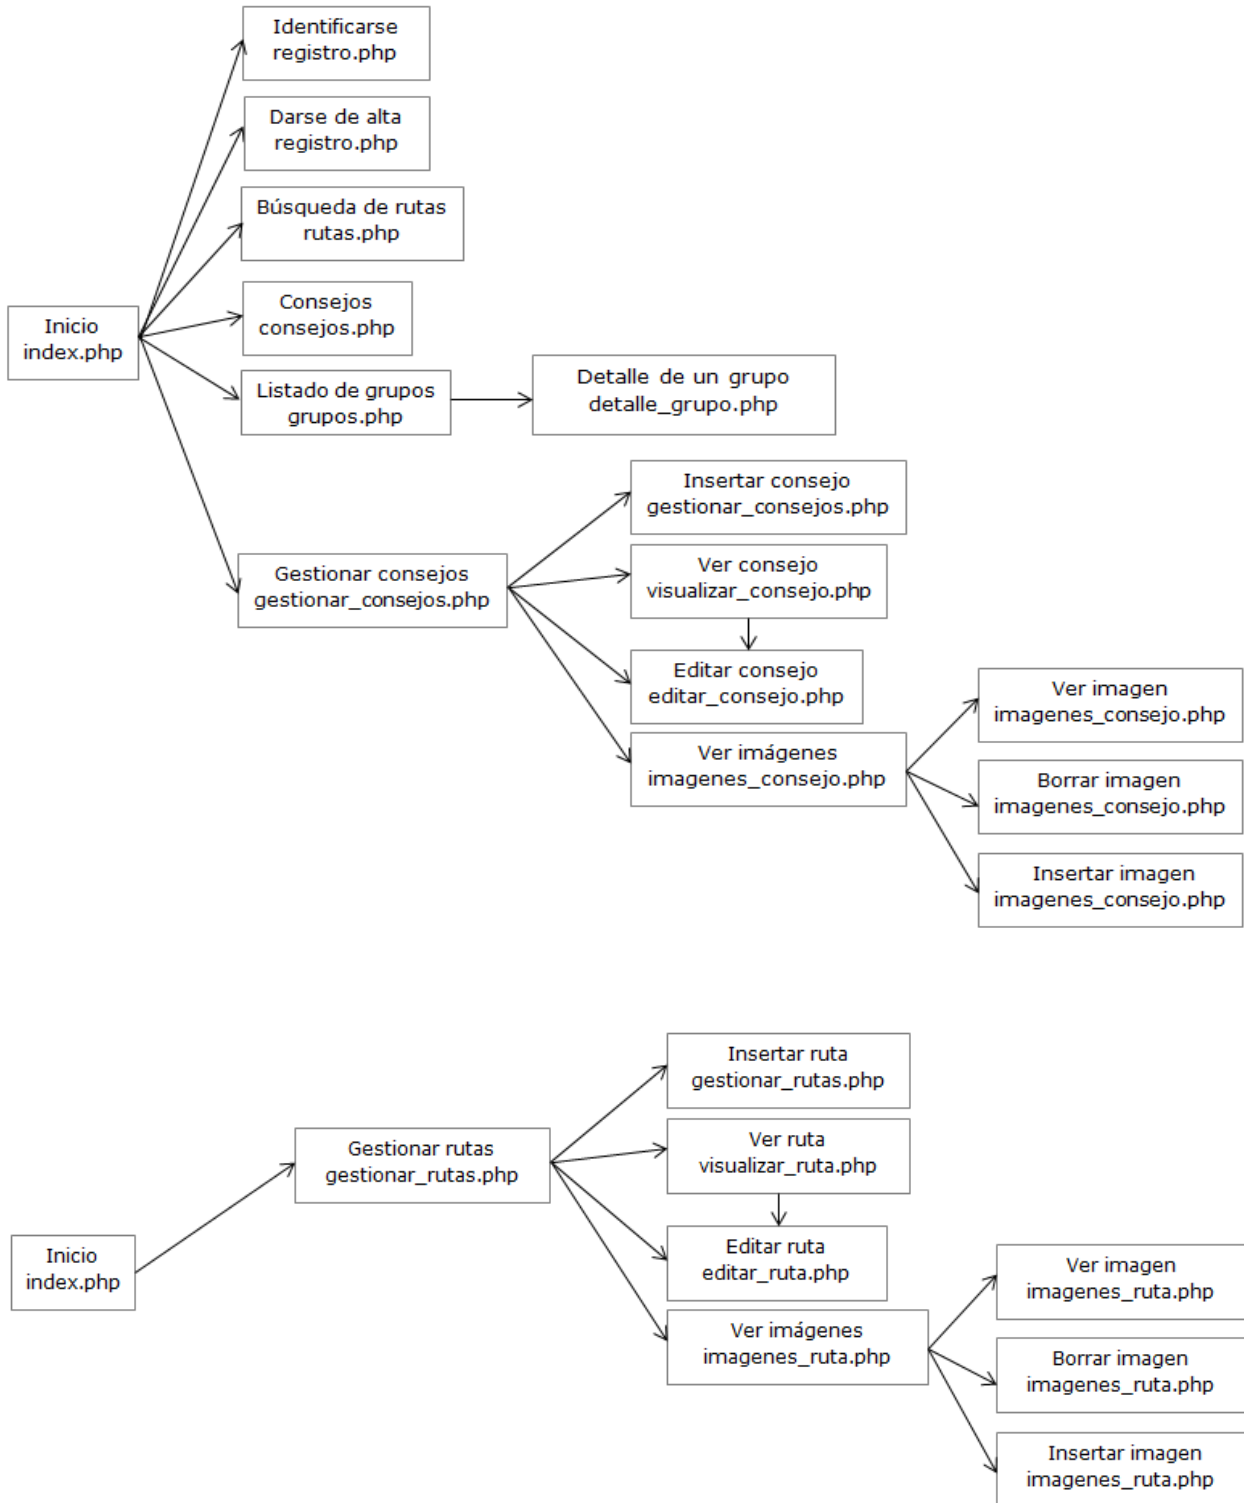 Identificarse
registro.php
Darse de alta
registro.php
Búsqueda de rutas
rutas.php
Consejos
consejos.php
Inicio
index.php
Listado de grupos
grupos.php
Detalle de un grupo
detalle_grupo.php
Insertar consejo
gestionar_consejos.php
Gestionar consejos
gestionar_consejos.php
Ver consejo
visualizar_consejo.php
Editar consejo
editar_consejo.php
Ver imágenes
imagenes_consejo.php
Ver imagen
imagenes_consejo.php
Borrar imagen
imagenes_consejo.php
Insertar imagen
imagenes_consejo.php
Insertar ruta
gestionar_rutas.php
Gestionar rutas
gestionar_rutas.php
Ver ruta
visualizar_ruta.php
Inicio
index.php
Editar ruta
editar_ruta.php
Ver imágenes
imagenes_ruta.php
Ver imagen
imagenes_ruta.php
Borrar imagen
imagenes_ruta.php
Insertar imagen
imagenes_ruta.php